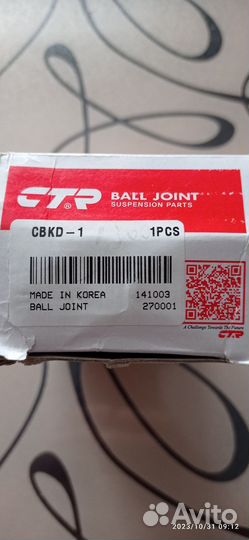 CTR® BALL JOINT
SUSPENSION PARTS
CBKD-1 1PCS
MADE IN KOREA 141003
BALL JOINT 270001
A Challenge Towards the Greatest
Avito
2023/10/31 09:12